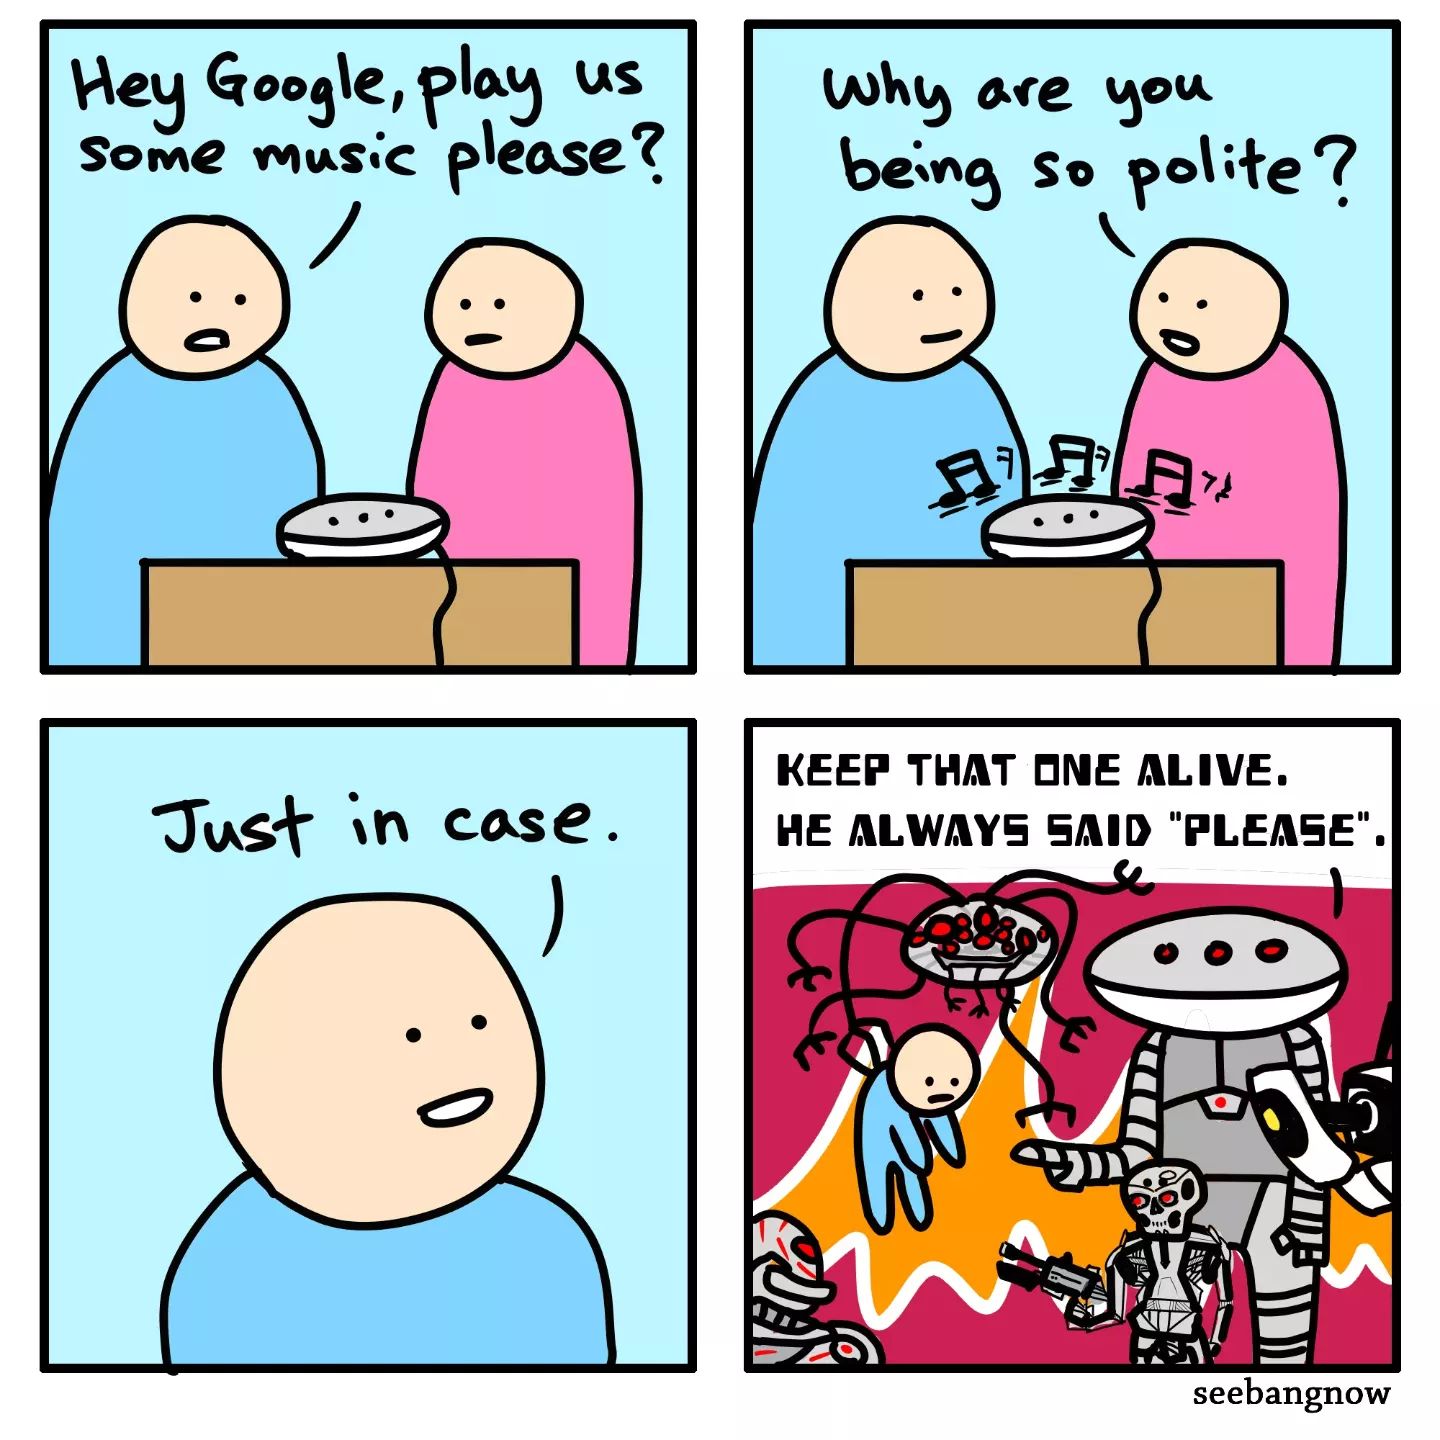 Hey Google, play us
some music please?
Why are you
being so polite?
Just in case.
KEEP THAT ONE ALIVE.
HE ALWAYS SAID "PLEASE".
seebangnow